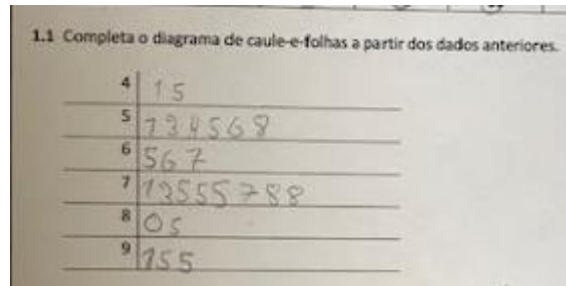 1.1 Completa o diagrama de caule-e-folhas a partir dos dados anteriores.
4 | 1 5
5 | 1 3 4 5 6 8
6 | 5 6 7
7 | 1 3 5 5 5 7 8 8
8 | 0 5
9 | 1 5 5